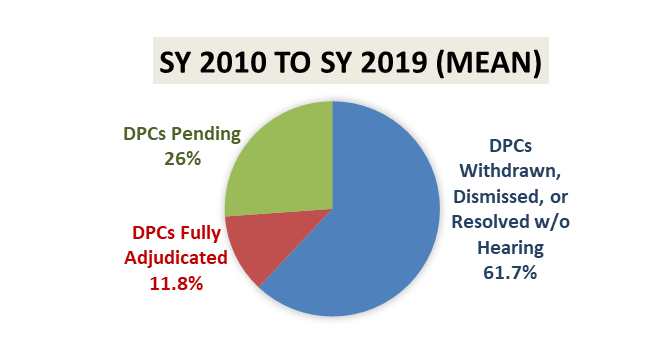 SY 2010 TO SY 2019 (MEAN)
DPCs Pending
26%
DPCs Fully
Adjudicated
11.8%
DPCs
Withdrawn,
Dismissed, or
Resolved w/o
Hearing
61.7%